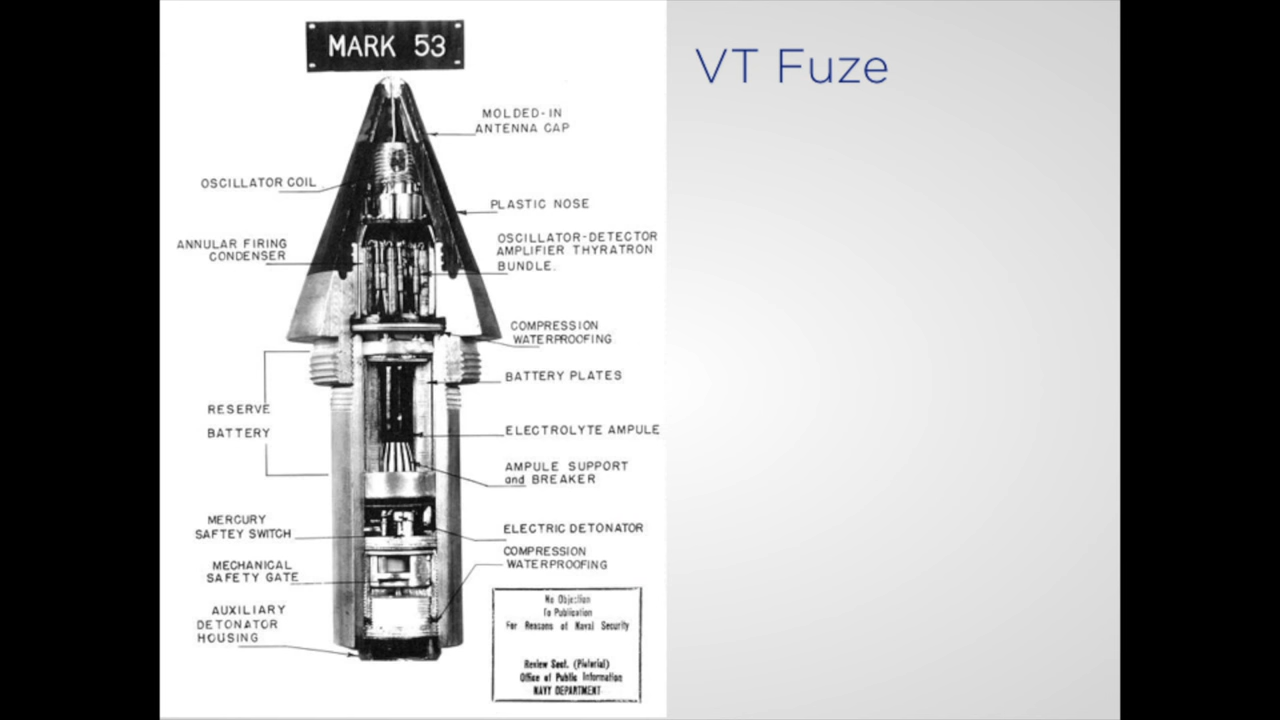 MARK 53
VT Fuze
MOLDED-IN
ANTENNA CAP
OSCILLATOR COIL
PLASTIC NOSE
ANNULAR FIRING
CONDENSER
OSCILLATOR-DETECTOR
AMPLIFIER THYRATRON
BUNDLE.
COMPRESSION
WATERPROOFING
BATTERY PLATES
RESERVE
BATTERY
ELECTROLYTE AMPULE
AMPULE SUPPORT
and BREAKER
MERCURY
SAFTEY SWITCH
ELECTRIC DETONATOR
COMPRESSION
WATERPROOFING
MECHANICAL
SAFETY GATE
AUXILIARY
DETONATOR
HOUSING
No Objection
To Publication
For Reasons of Naval Security
Review Sect. (Pictorial)
Office of Public Information
NAVY DEPARTMENT